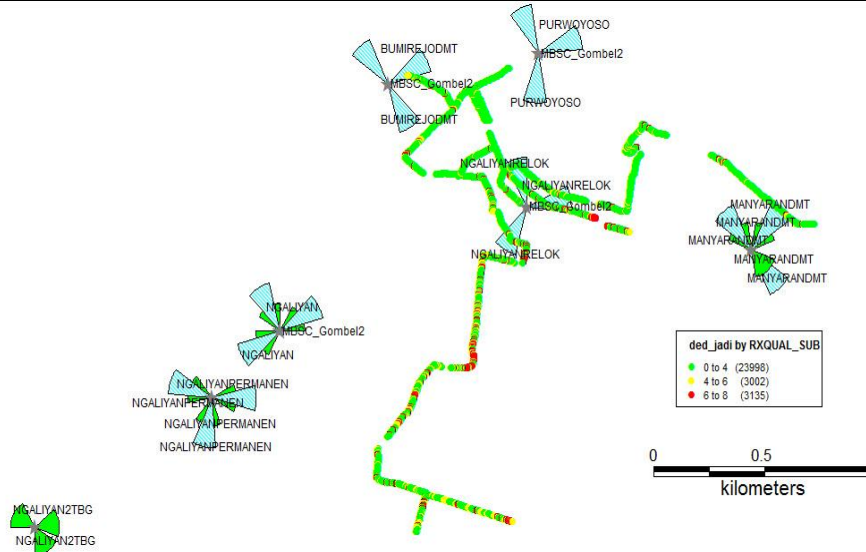 PURWOYOSO
BUMIREJODMT
MBSC_Gombel2
MBSC_Gombel2
PURWOYOSO
BUMIREJODMT
NGALIYANRELOK
NGALIYANRELOK
MBSC_Gombel2
NGALIYANRELOK
MANYARANDMT
MANYARANDMT
MANYARANDMT
MANYARANDMT
MANYARANDMT
NGALIYAN
MBSC_Gombel2
NGALIYAN
NGALIYANPERMANEN
NGALIYANPERMANEN
NGALIYANPERMANEN
NGALIYANPERMANEN
NGALIYAN2TBG
NGALIYAN2TBG
ded_jadi by RXQUAL_SUB
0 to 4 (23998)
4 to 6 (3002)
6 to 8 (3135)
0 0.5
kilometers